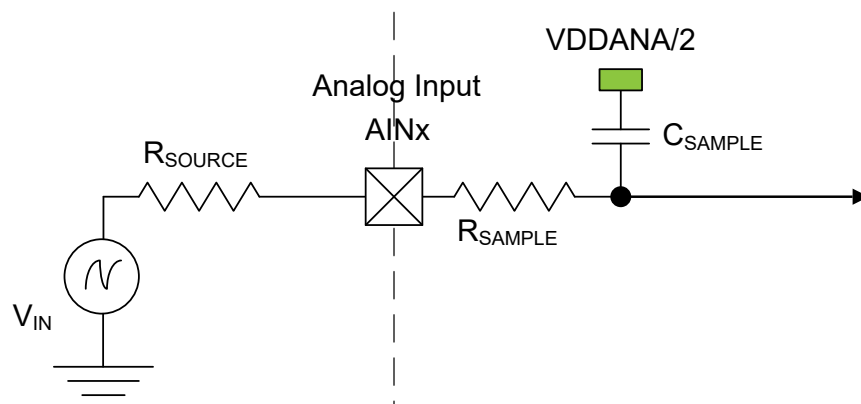 VDDANA/2
Analog Input
AINx
CSAMPLE
RSOURCE
RSAMPLE
VIN